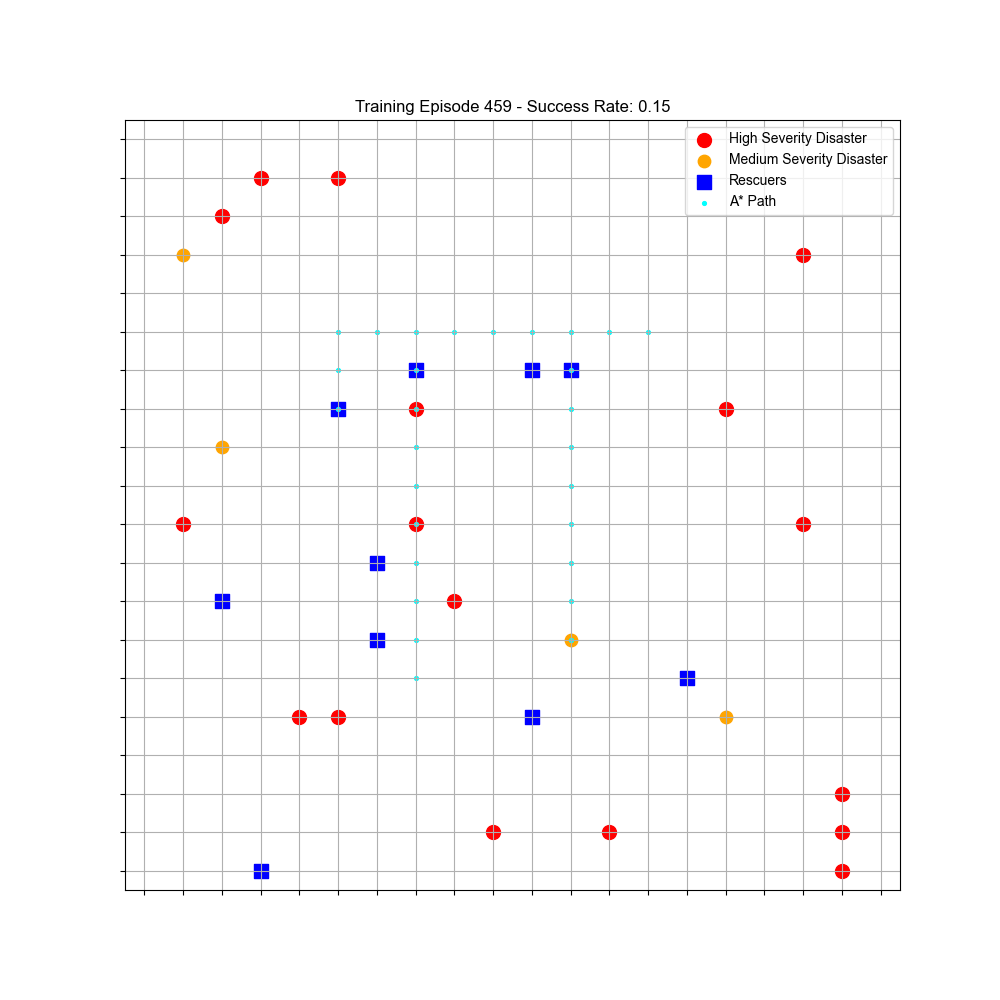 Training Episode 459 - Success Rate: 0.15
High Severity Disaster
Medium Severity Disaster
Rescuers
A* Path